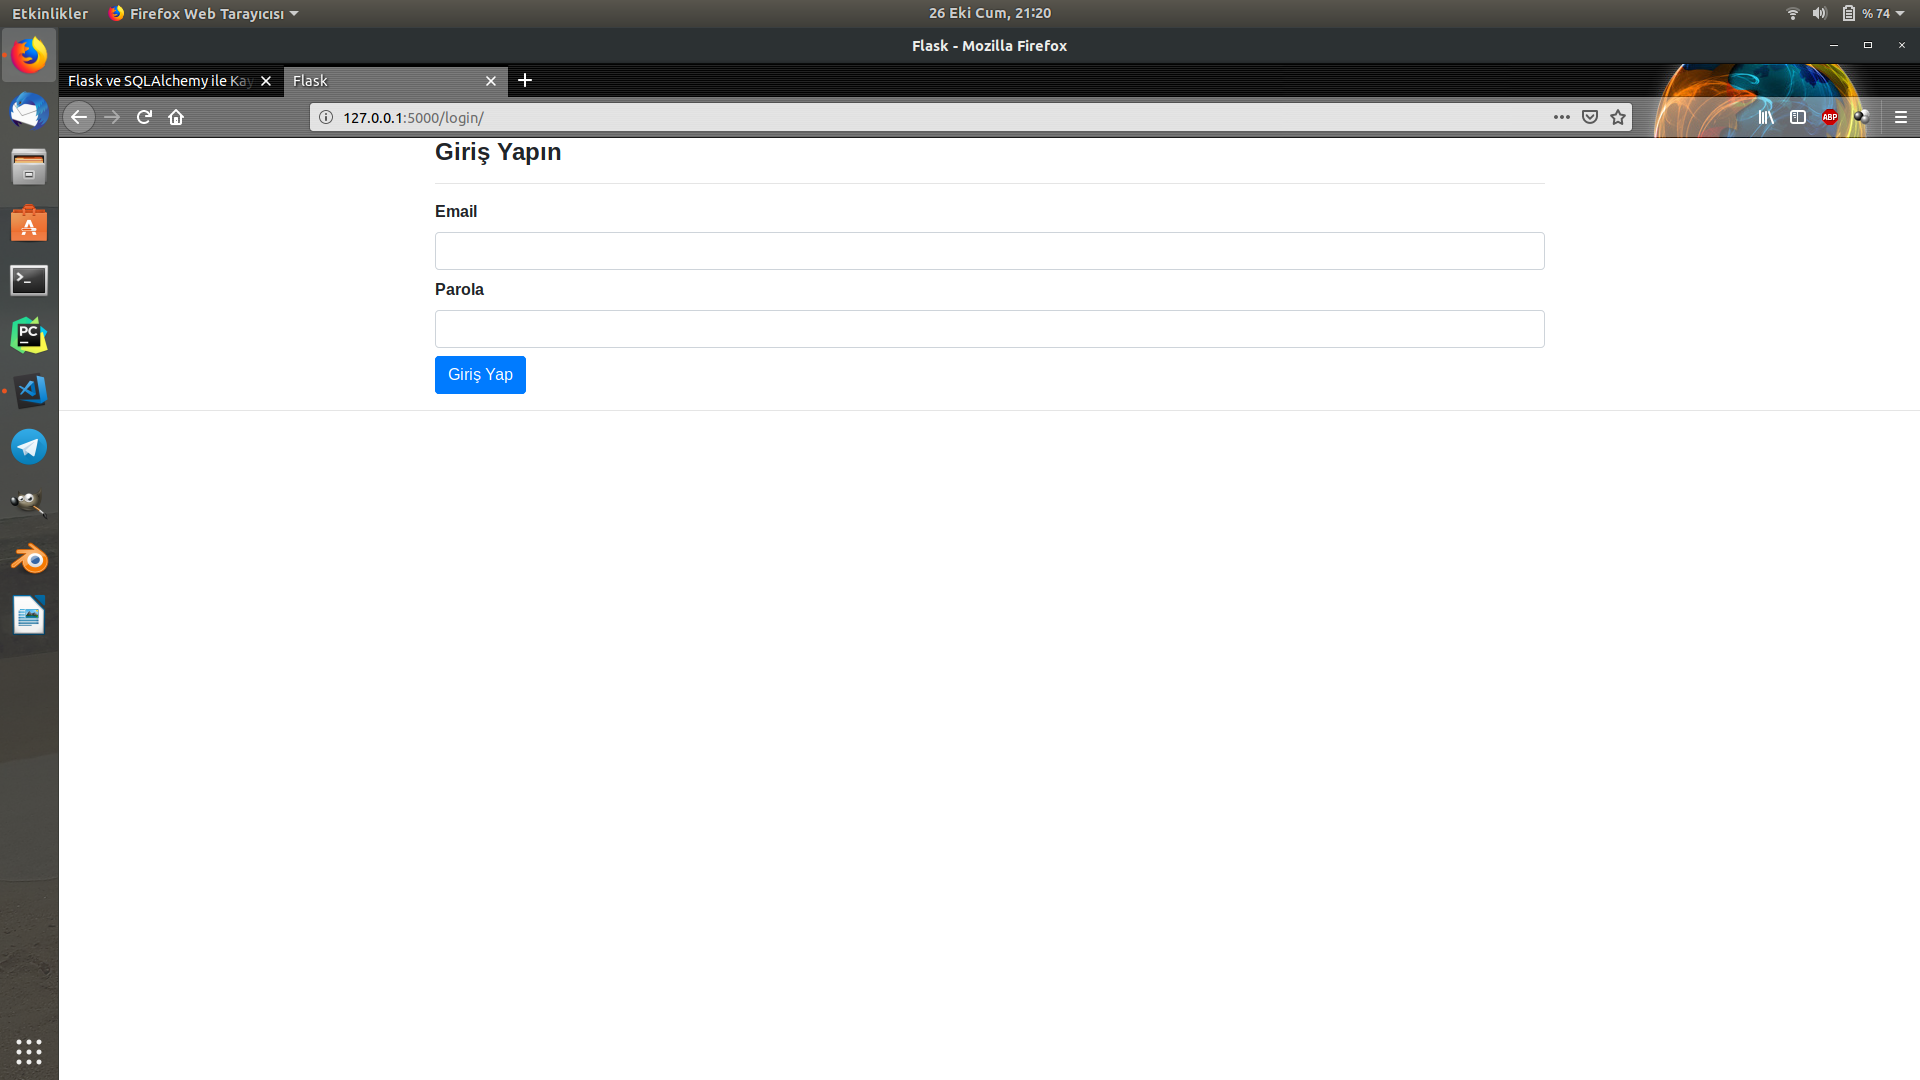 Etkinlikler Firefox Web Tarayıcısı 26 Eki Cum, 21:20 % 74
Flask - Mozilla Firefox
Flask ve SQLAlchemy ile Kay Flask
127.0.0.1:5000/login/ ABP
Giriş Yapın
Email
Parola
Giriş Yap
PC